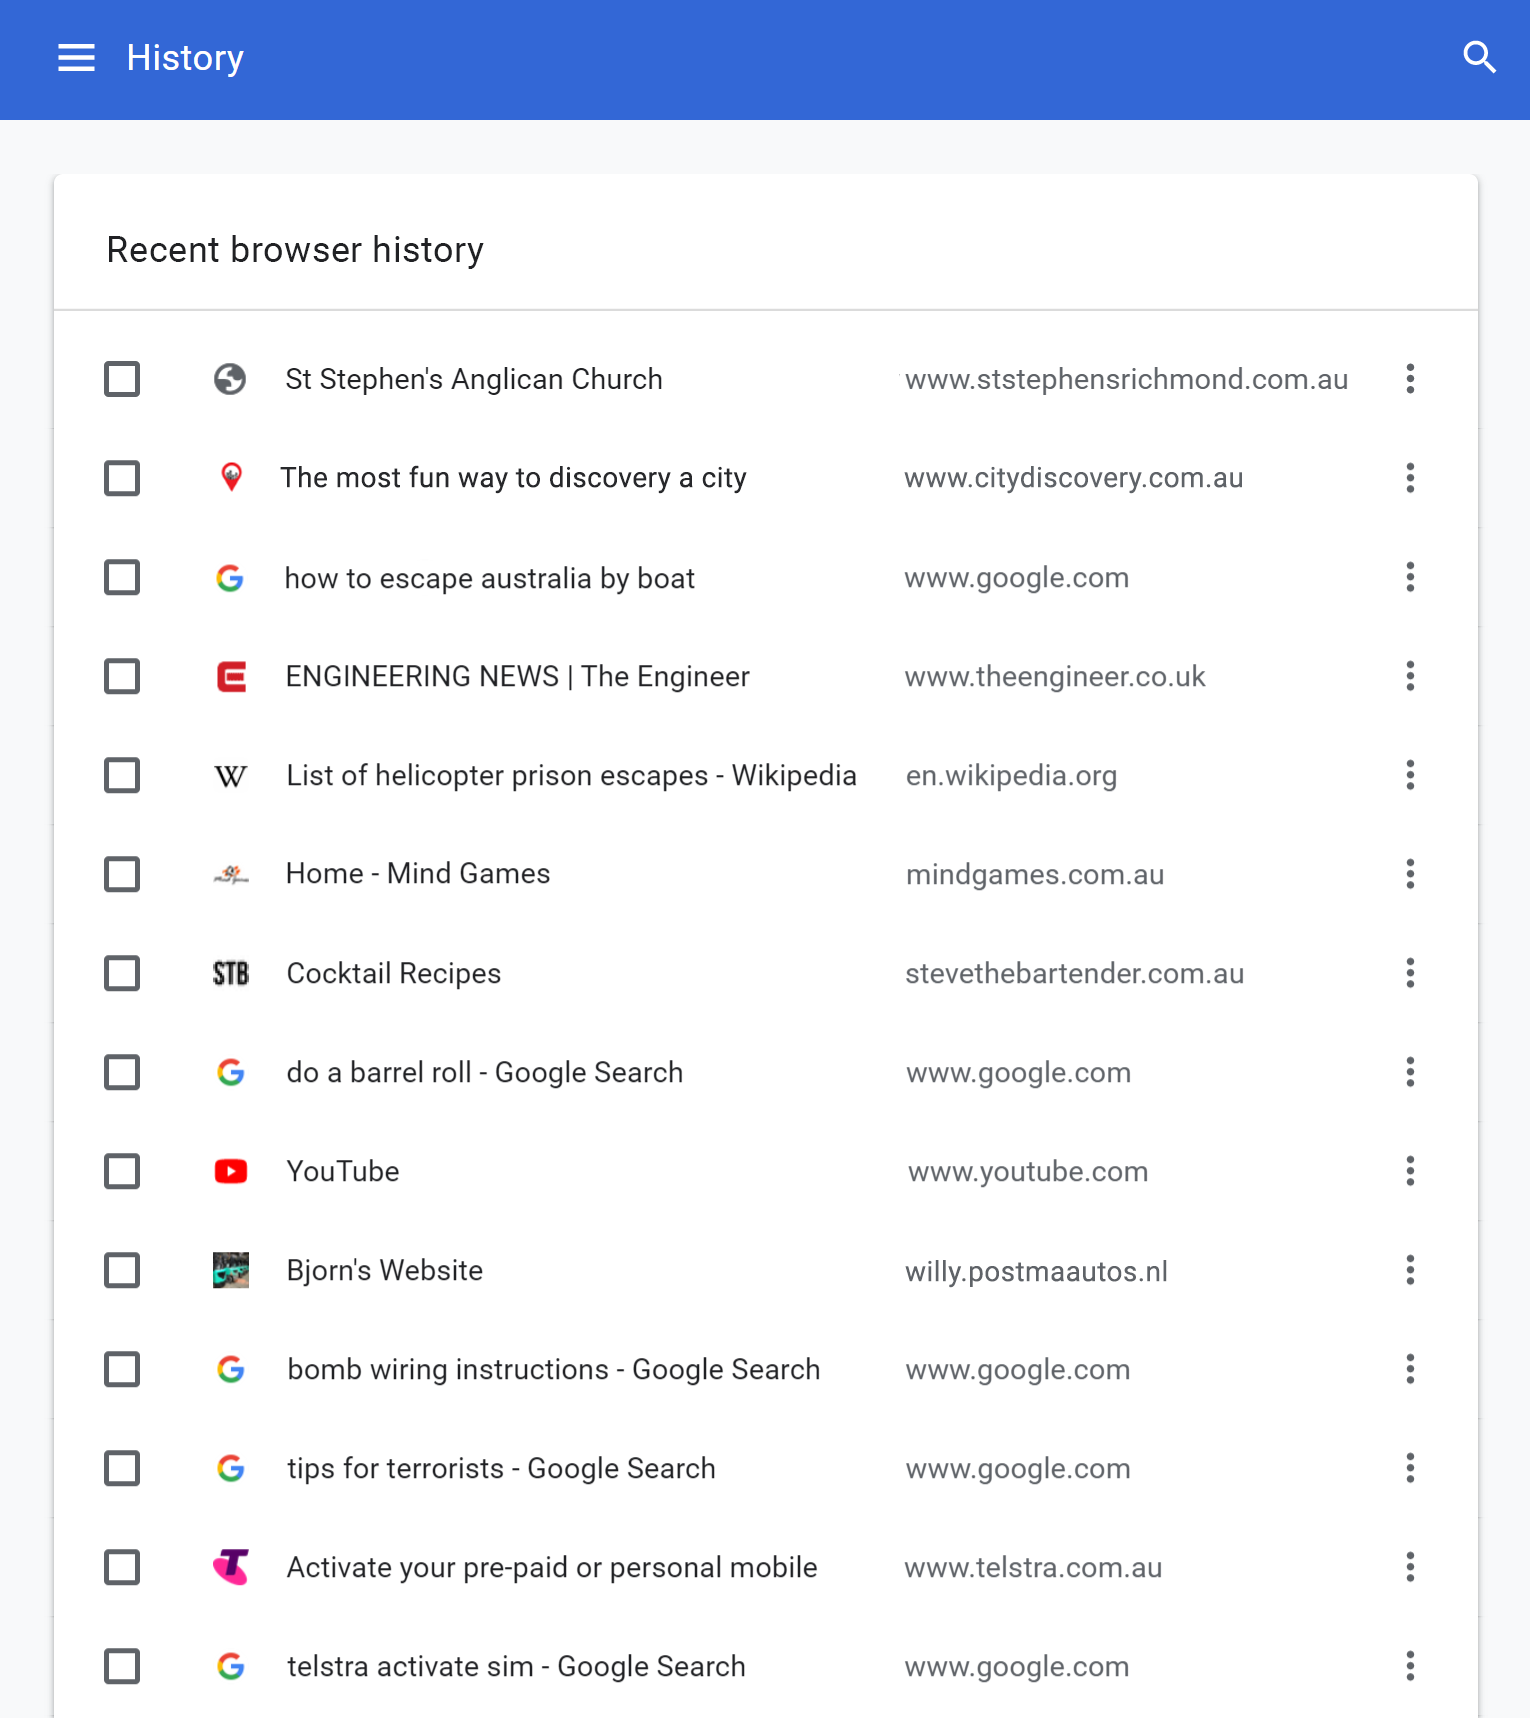 History
Recent browser history
St Stephen's Anglican Church www.ststephensrichmond.com.au
The most fun way to discovery a city www.citydiscovery.com.au
how to escape australia by boat www.google.com
ENGINEERING NEWS | The Engineer www.theengineer.co.uk
W List of helicopter prison escapes - Wikipedia en.wikipedia.org
Home - Mind Games mindgames.com.au
STB Cocktail Recipes stevethebartender.com.au
do a barrel roll - Google Search www.google.com
YouTube www.youtube.com
Bjorn's Website willy.postmaautos.nl
bomb wiring instructions - Google Search www.google.com
tips for terrorists - Google Search www.google.com
Activate your pre-paid or personal mobile www.telstra.com.au
telstra activate sim - Google Search www.google.com